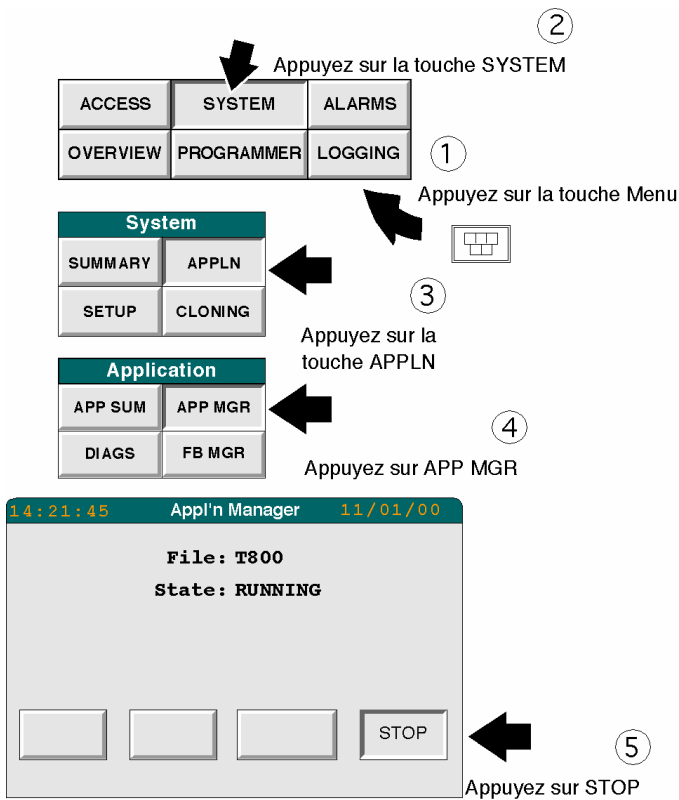 2
Appuyez sur la touche SYSTEM
ACCESS SYSTEM ALARMS
OVERVIEW PROGRAMMER LOGGING
1
Appuyez sur la touche Menu
System
SUMMARY APPLN
SETUP CLONING
3
Appuyez sur la
touche APPLN
Application
APP SUM APP MGR
DIAGS FB MGR
4
Appuyez sur APP MGR
14:21:45 Appl'n Manager 11/01/00
File: T800
State: RUNNING
STOP
5
Appuyez sur STOP